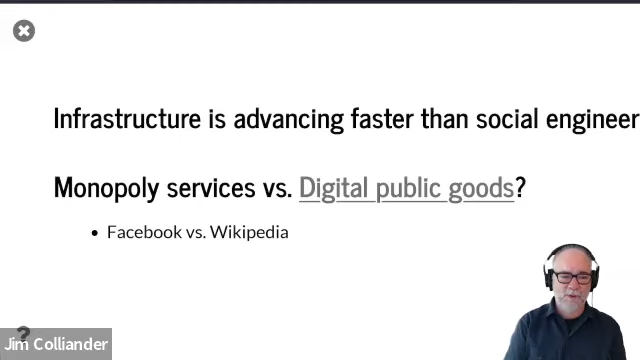 Infrastructure is advancing faster than social engineer
Monopoly services vs. Digital public goods?
• Facebook vs. Wikipedia
?
Jim Colliander